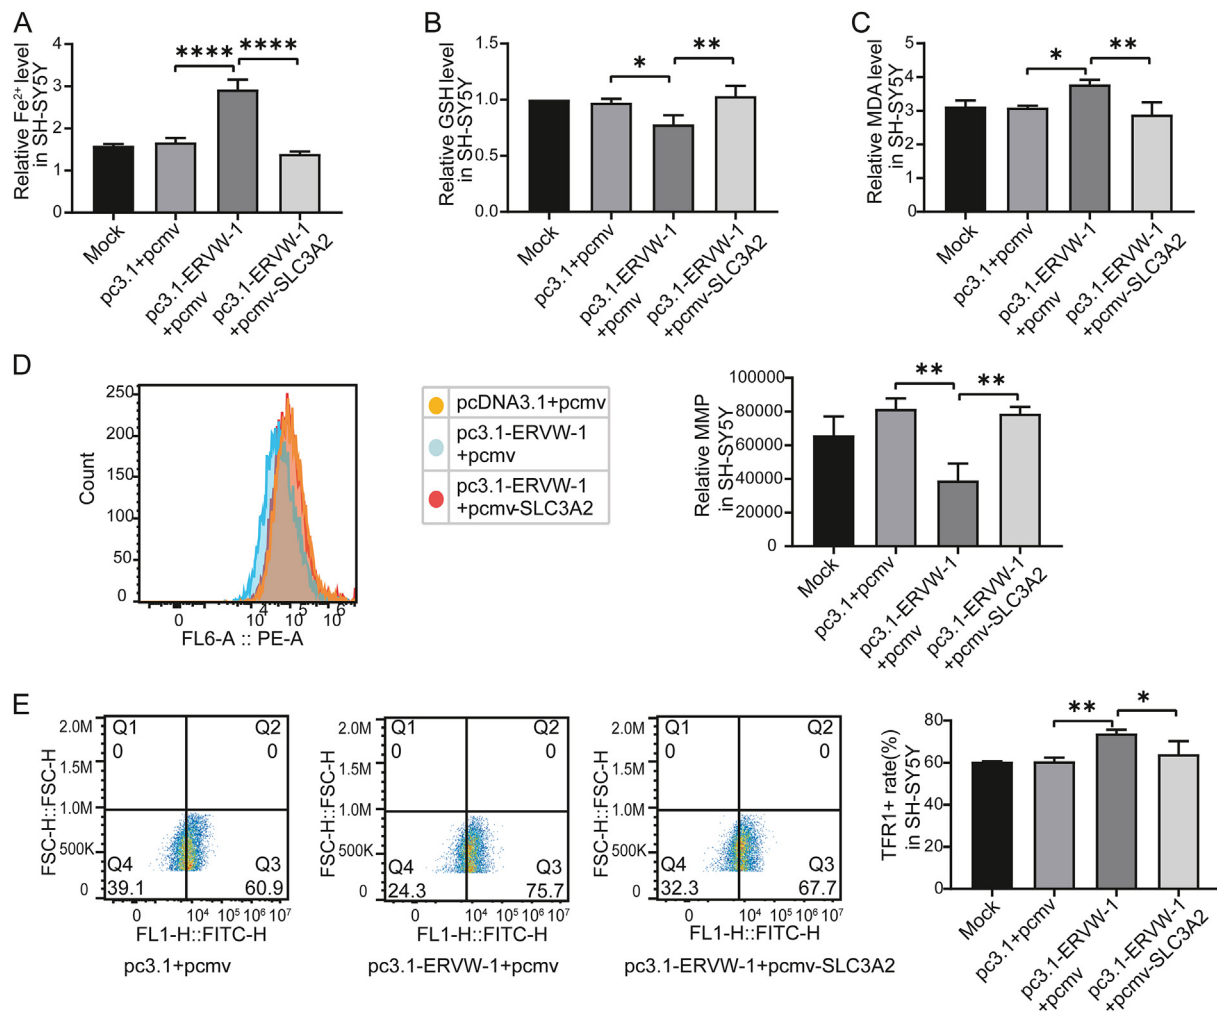 A
Relative Fe²⁺ level
in SH-SY5Y
4
3
2
1
0
**** ****
Mock
pc3.1+pcmv
pc3.1-ERVW-1
+pcmv
pc3.1-ERVW-1
+pcmv-SLC3A2
B
Relative GSH level
in SH-SY5Y
1.5
1.0
0.5
0.0
* **
Mock
pc3.1+pcmv
pc3.1-ERVW-1
+pcmv
pc3.1-ERVW-1
+pcmv-SLC3A2
C
Relative MDA level
in SH-SY5Y
5
4
3
2
1
0
* **
Mock
pc3.1+pcmv
pc3.1-ERVW-1
+pcmv
pc3.1-ERVW-1
+pcmv-SLC3A2
D
Count
250
200
150
100
50
0
0 10⁴ 10⁵ 10⁶
FL6-A :: PE-A
pcDNA3.1+pcmv
pc3.1-ERVW-1
+pcmv
pc3.1-ERVW-1
+pcmv-SLC3A2
Relative MMP
in SH-SY5Y
100000
80000
60000
40000
20000
0
** **
Mock
pc3.1+pcmv
pc3.1-ERVW-1
+pcmv
pc3.1-ERVW-1
+pcmv-SLC3A2
E
FSC-H::FSC-H
2.0M
1.5M
1.0M
500K
0
Q1 Q2
0 0
Q4 Q3
39.1 60.9
0 10⁴ 10⁵ 10⁶ 10⁷
FL1-H::FITC-H
pc3.1+pcmv
FSC-H::FSC-H
2.0M
1.5M
1.0M
500K
0
Q1 Q2
0 0
Q4 Q3
24.3 75.7
0 10⁴ 10⁵ 10⁶ 10⁷
FL1-H::FITC-H
pc3.1-ERVW-1+pcmv
FSC-H::FSC-H
2.0M
1.5M
1.0M
500K
0
Q1 Q2
0 0
Q4 Q3
32.3 67.7
0 10⁴ 10⁵ 10⁶ 10⁷
FL1-H::FITC-H
pc3.1-ERVW-1+pcmv-SLC3A2
TFR1+ rate(%)
in SH-SY5Y
80
60
40
20
0
** *
Mock
pc3.1+pcmv
pc3.1-ERVW-1
+pcmv
pc3.1-ERVW-1
+pcmv-SLC3A2